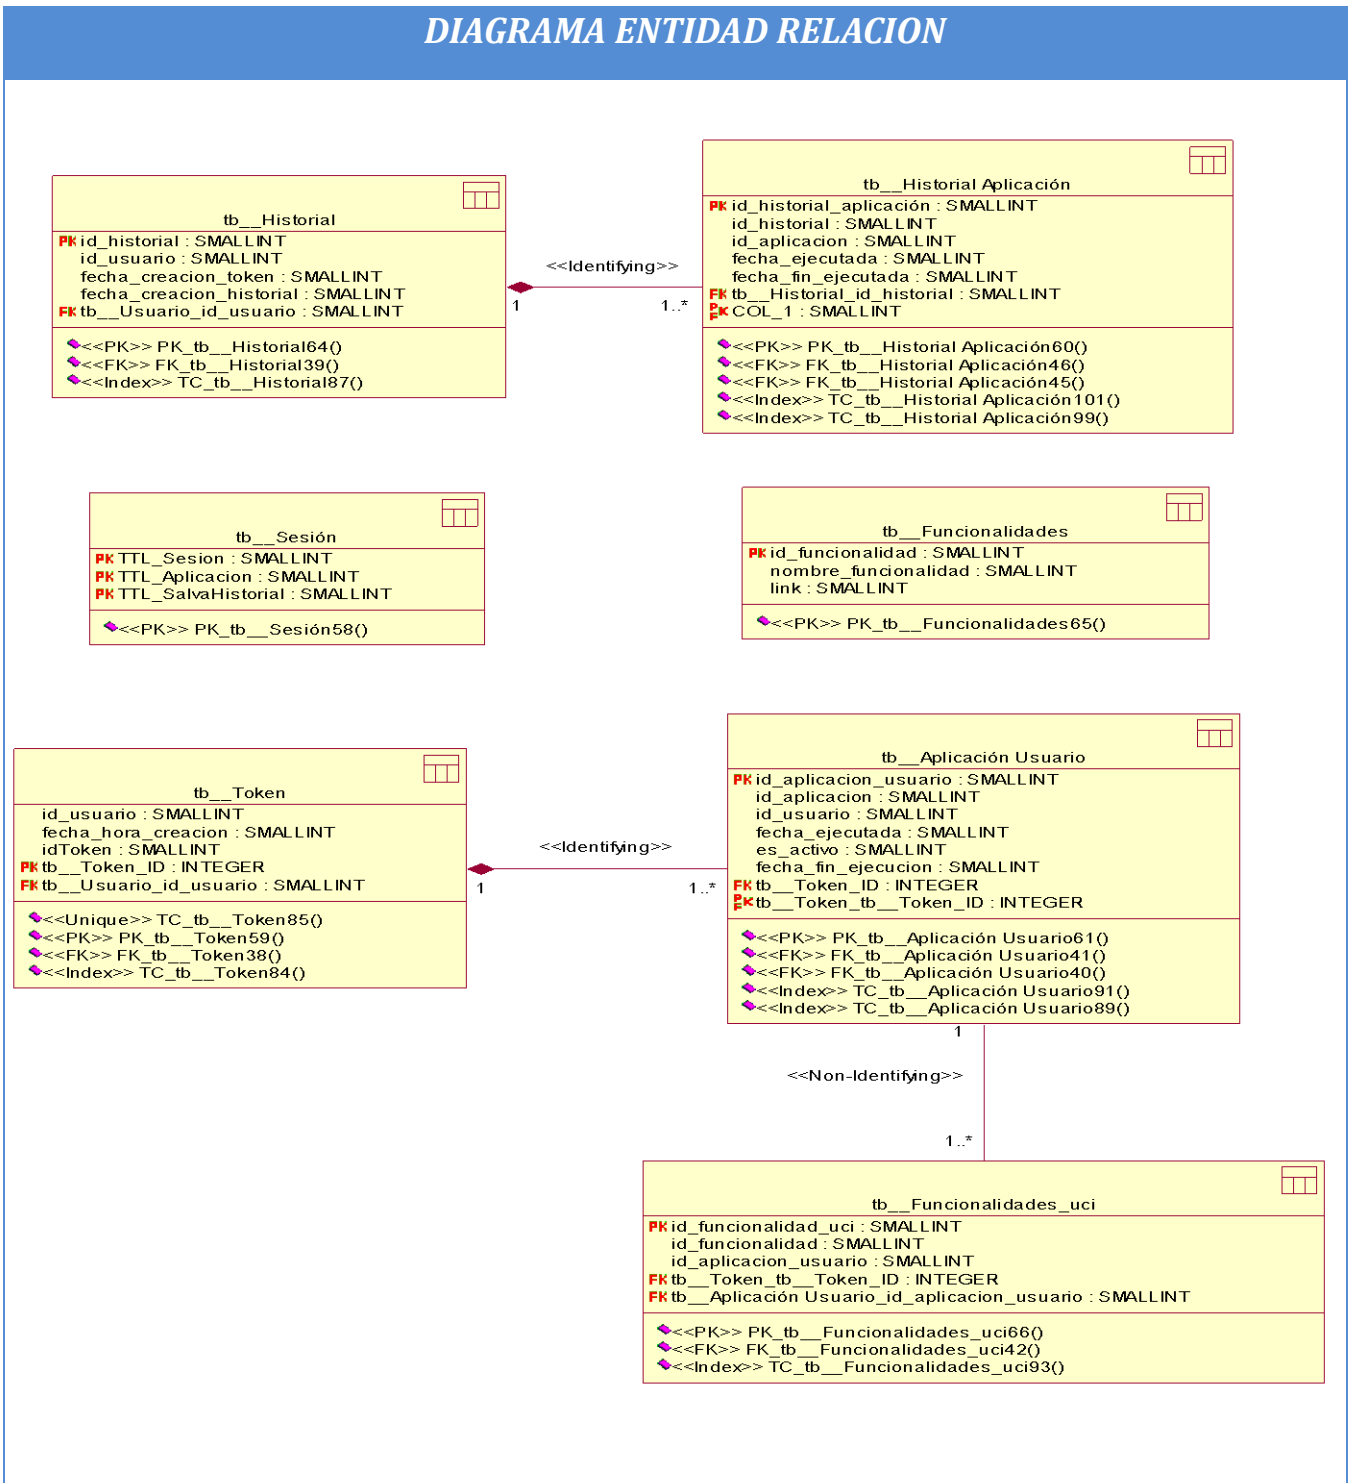 DIAGRAMA ENTIDAD RELACION
tb__Historial
PK id_historial : SMALLINT
id_usuario : SMALLINT
fecha_creacion_token : SMALLINT
fecha_creacion_historial : SMALLINT
FK tb__Usuario_id_usuario : SMALLINT
<<PK>> PK_tb__Historial64()
<<FK>> FK_tb__Historial39()
<<Index>> TC_tb__Historial87()
<<Identifying>>
1
1..*
tb__Historial Aplicación
PK id_historial_aplicación : SMALLINT
id_historial : SMALLINT
id_aplicacion : SMALLINT
fecha_ejecutada : SMALLINT
fecha_fin_ejecutada : SMALLINT
FK tb__Historial_id_historial : SMALLINT
PFK COL_1 : SMALLINT
<<PK>> PK_tb__Historial Aplicación60()
<<FK>> FK_tb__Historial Aplicación46()
<<FK>> FK_tb__Historial Aplicación45()
<<Index>> TC_tb__Historial Aplicación101()
<<Index>> TC_tb__Historial Aplicación99()
tb__Sesión
PK TTL_Sesion : SMALLINT
PK TTL_Aplicacion : SMALLINT
PK TTL_SalvaHistorial : SMALLINT
<<PK>> PK_tb__Sesión58()
tb__Funcionalidades
PK id_funcionalidad : SMALLINT
nombre_funcionalidad : SMALLINT
link : SMALLINT
<<PK>> PK_tb__Funcionalidades65()
tb__Token
id_usuario : SMALLINT
fecha_hora_creacion : SMALLINT
idToken : SMALLINT
PK tb__Token_ID : INTEGER
FK tb__Usuario_id_usuario : SMALLINT
<<Unique>> TC_tb__Token85()
<<PK>> PK_tb__Token59()
<<FK>> FK_tb__Token38()
<<Index>> TC_tb__Token84()
<<Identifying>>
1
1..*
tb__Aplicación Usuario
PK id_aplicacion_usuario : SMALLINT
id_aplicacion : SMALLINT
id_usuario : SMALLINT
fecha_ejecutada : SMALLINT
es_activo : SMALLINT
fecha_fin_ejecucion : SMALLINT
FK tb__Token_ID : INTEGER
PFK tb__Token_tb__Token_ID : INTEGER
<<PK>> PK_tb__Aplicación Usuario61()
<<FK>> FK_tb__Aplicación Usuario41()
<<FK>> FK_tb__Aplicación Usuario40()
<<Index>> TC_tb__Aplicación Usuario91()
<<Index>> TC_tb__Aplicación Usuario89()
1
<<Non-Identifying>>
1..*
tb__Funcionalidades_uci
PK id_funcionalidad_uci : SMALLINT
id_funcionalidad : SMALLINT
id_aplicacion_usuario : SMALLINT
FK tb__Token_tb__Token_ID : INTEGER
FK tb__Aplicación Usuario_id_aplicacion_usuario : SMALLINT
<<PK>> PK_tb__Funcionalidades_uci66()
<<FK>> FK_tb__Funcionalidades_uci42()
<<Index>> TC_tb__Funcionalidades_uci93()